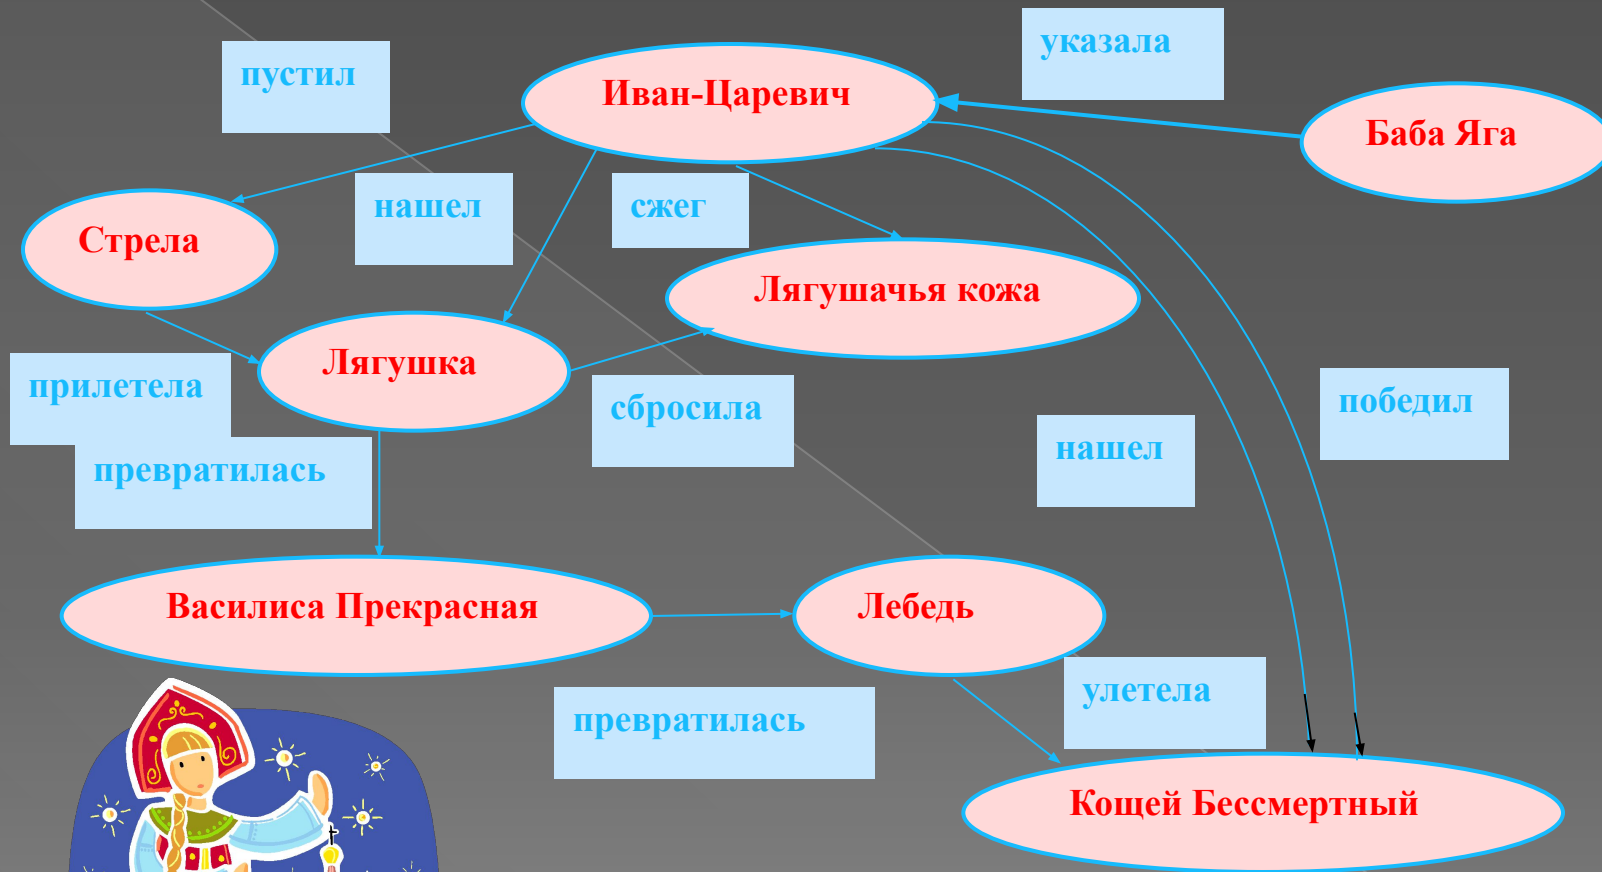 указала
пустил
Иван-Царевич
Баба Яга
нашел
сжег
Стрела
Лягушачья кожа
Лягушка
прилетела
сбросила
победил
нашел
превратилась
Василиса Прекрасная
Лебедь
улетела
превратилась
Кощей Бессмертный